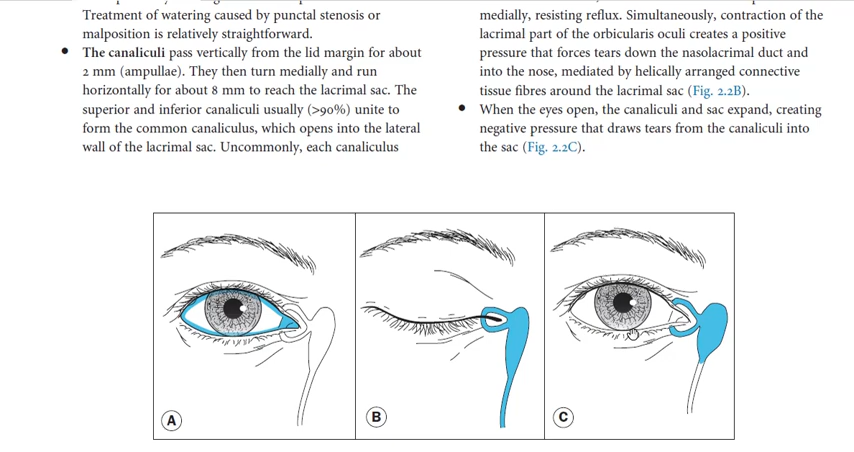 Treatment of watering caused by punctal stenosis or
malposition is relatively straightforward.
• The canaliculi pass vertically from the lid margin for about
2 mm (ampullae). They then turn medially and run
horizontally for about 8 mm to reach the lacrimal sac. The
superior and inferior canaliculi usually (>90%) unite to
form the common canaliculus, which opens into the lateral
wall of the lacrimal sac. Uncommonly, each canaliculus
medially, resisting reflux. Simultaneously, contraction of the
lacrimal part of the orbicularis oculi creates a positive
pressure that forces tears down the nasolacrimal duct and
into the nose, mediated by helically arranged connective
tissue fibres around the lacrimal sac (Fig. 2.2B).
• When the eyes open, the canaliculi and sac expand, creating
negative pressure that draws tears from the canaliculi into
the sac (Fig. 2.2C).
A
B
C